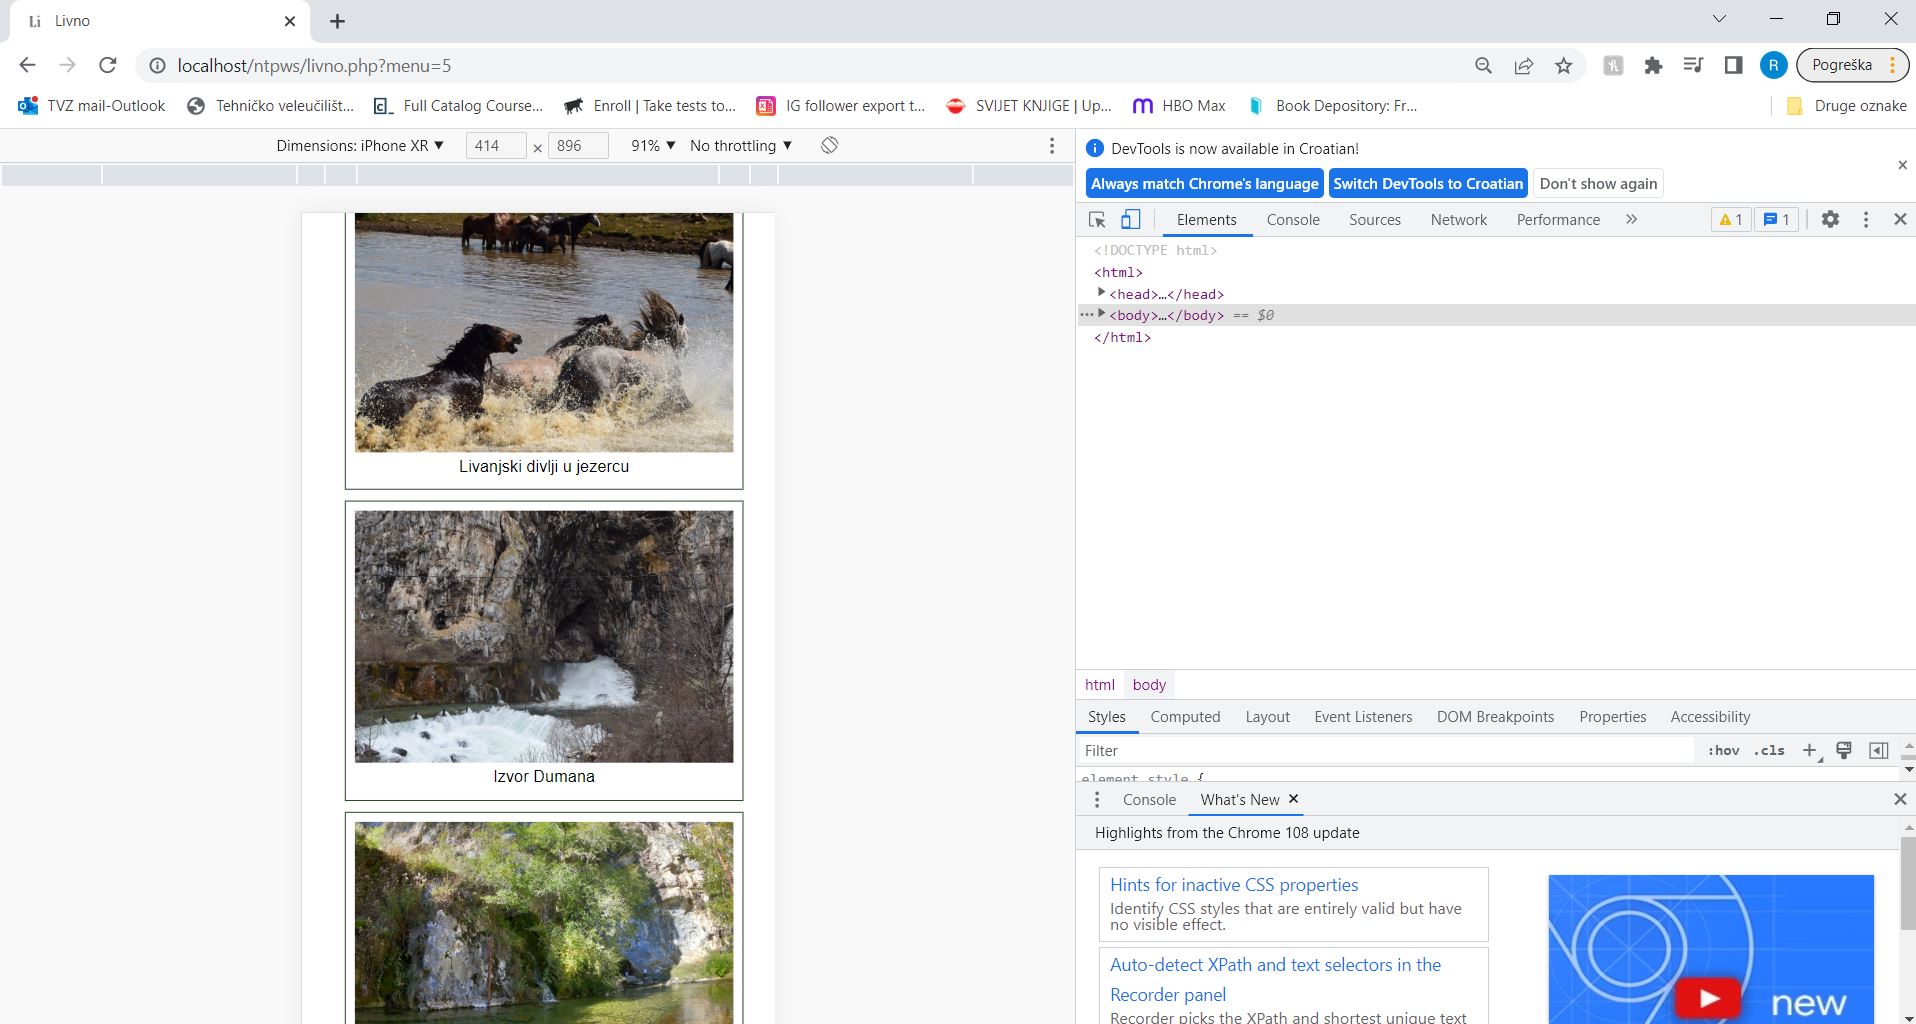 Li Livno
localhost/ntpws/livno.php?menu=5
R
Pogreška
TVZ mail-Outlook
Tehničko veleučilišt...
Full Catalog Course...
Enroll | Take tests to...
IG follower export t...
SVIJET KNJIGE | Up...
HBO Max
Book Depository: Fr...
Druge oznake
Dimensions: iPhone XR
414 × 896
91%
No throttling
Livanjski divlji u jezercu
Izvor Dumana
DevTools is now available in Croatian!
Always match Chrome's language
Switch DevTools to Croatian
Don't show again
Elements Console Sources Network Performance » 1 1
<!DOCTYPE html>
<html>
<head>…</head>
<body>…</body> == $0
</html>
html body
Styles Computed Layout Event Listeners DOM Breakpoints Properties Accessibility
Filter
:hov .cls
element.style {
Console What's New
Highlights from the Chrome 108 update
Hints for inactive CSS properties
Identify CSS styles that are entirely valid but have
no visible effect.
Auto-detect XPath and text selectors in the
Recorder panel
Recorder picks the XPath and shortest unique text
new